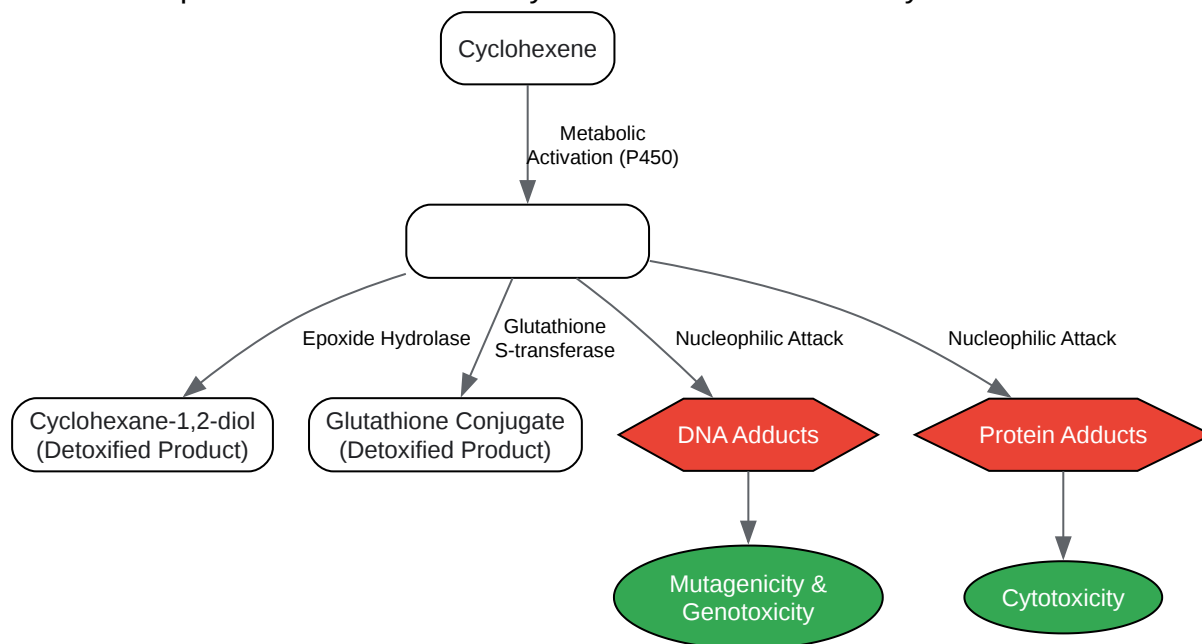 Cyclohexene
Metabolic
Activation (P450)
Epoxide Hydrolase
Glutathione
S-transferase
Nucleophilic Attack
Nucleophilic Attack
Cyclohexane-1,2-diol
(Detoxified Product)
Glutathione Conjugate
(Detoxified Product)
DNA Adducts
Protein Adducts
Mutagenicity &
Genotoxicity
Cytotoxicity